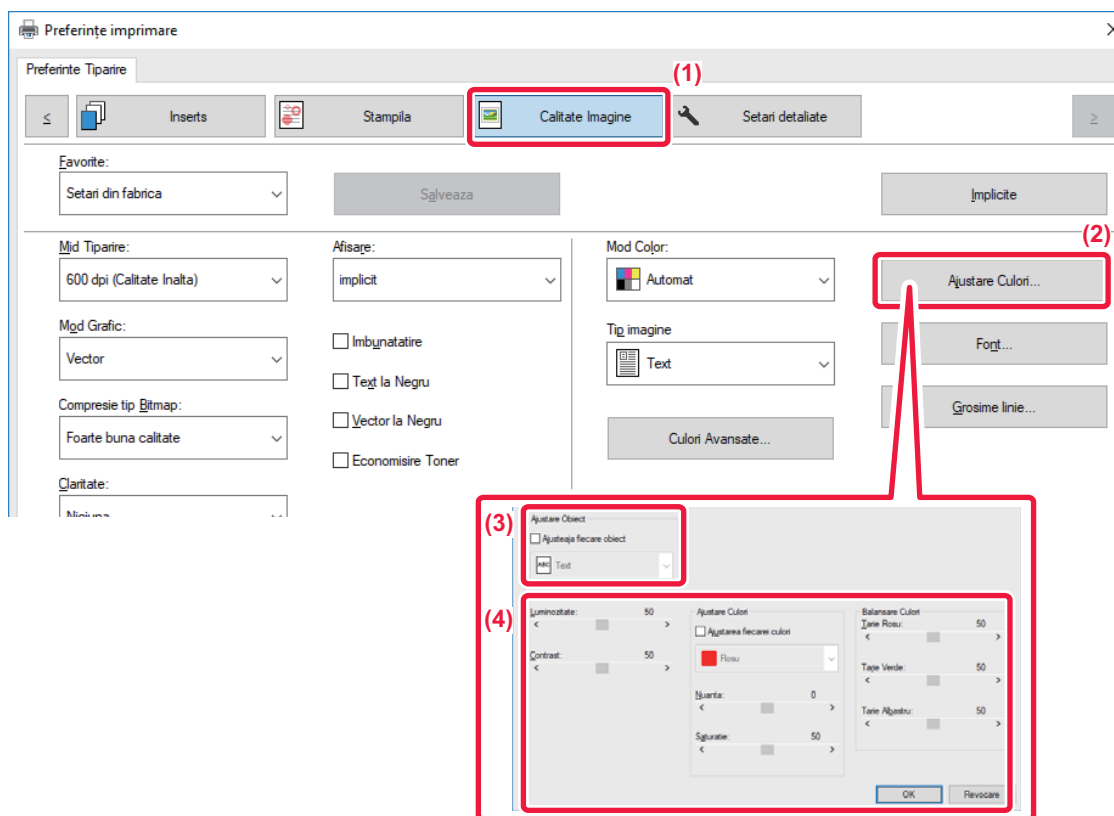 Preferințe imprimare
Preferinte Tiparire
(1)
< Inserts Stampila Calitate Imagine Setari detaliate >
Favorite:
Setari din fabrica Salveaza Implicite
(2)
Mid Tiparire: Afisare: Mod Color:
600 dpi (Calitate Inalta) implicit Automat Ajustare Culori...
Mod Grafic: Tip imagine
Vector Imbunatatire Text Font...
Text la Negru
Compresie tip Bitmap: Vector la Negru Grosime linie...
Foarte buna calitate Culori Avansate...
Economisire Toner
Claritate:
Niciuna
(3) Ajustare Obiect
Ajusteaja fiecare obiect
ABC Text
(4) Luminozitate: 50 Ajustare Culori Balansare Culori
Ajustarea fiecarei culori Tarie Rosu: 50
Contrast: 50 Rosu
Tarie Verde: 50
Nuanta: 0
Tarie Albastru: 50
Saturatie: 50
OK Revocare